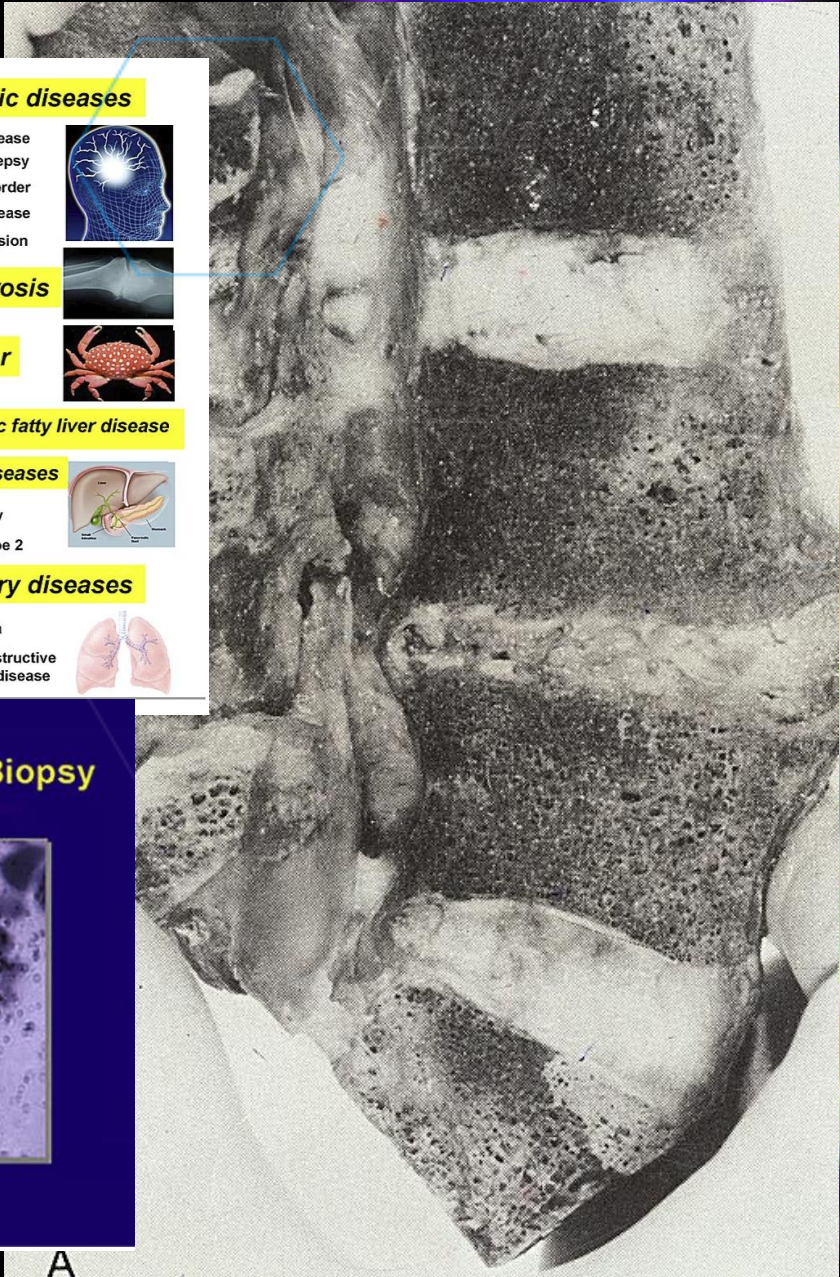 ic diseases
ease
epsy
order
ease
sion
osis
r
c fatty liver disease
seases
y
pe 2
ry diseases
a
structive
disease
Biopsy
A